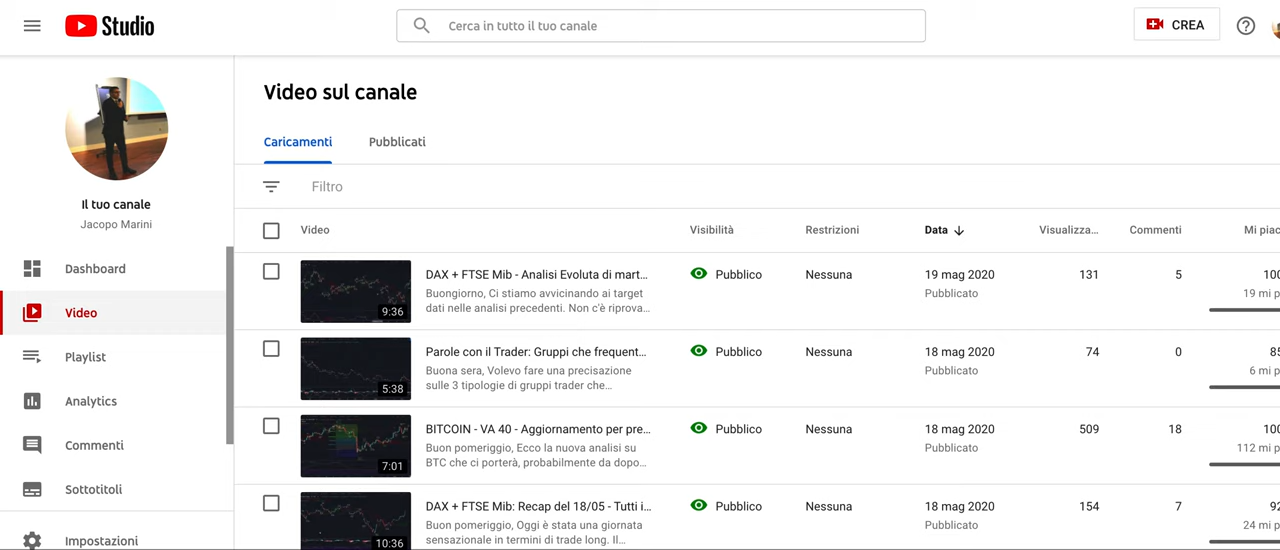 Studio
Cerca in tutto il tuo canale
CREA
Il tuo canale
Jacopo Marini
Dashboard
Video
Playlist
Analytics
Commenti
Sottotitoli
Impostazioni
Video sul canale
Caricamenti Pubblicati
Filtro
Video Visibilità Restrizioni Data Visualizza... Commenti Mi piac
DAX + FTSE Mib - Analisi Evoluta di mart... Pubblico Nessuna 19 mag 2020 131 5 100
Buongiorno, Ci stiamo avvicinando ai target Pubblicato 19 mi p
dati nelle analisi precedenti. Non c'è riprova...
9:36
Parole con il Trader: Gruppi che frequent... Pubblico Nessuna 18 mag 2020 74 0 85
Buona sera, Volevo fare una precisazione Pubblicato 6 mi p
sulle 3 tipologie di gruppi trader che...
5:38
BITCOIN - VA 40 - Aggiornamento per pre... Pubblico Nessuna 18 mag 2020 509 18 100
Buon pomeriggio, Ecco la nuova analisi su Pubblicato 112 mi p
BTC che ci porterà, probabilmente da dopo...
7:01
DAX + FTSE Mib: Recap del 18/05 - Tutti i... Pubblico Nessuna 18 mag 2020 154 7 92
Buon pomeriggio, Oggi è stata una giornata Pubblicato 24 mi p
sensazionale in termini di trade long. Il...
10:36